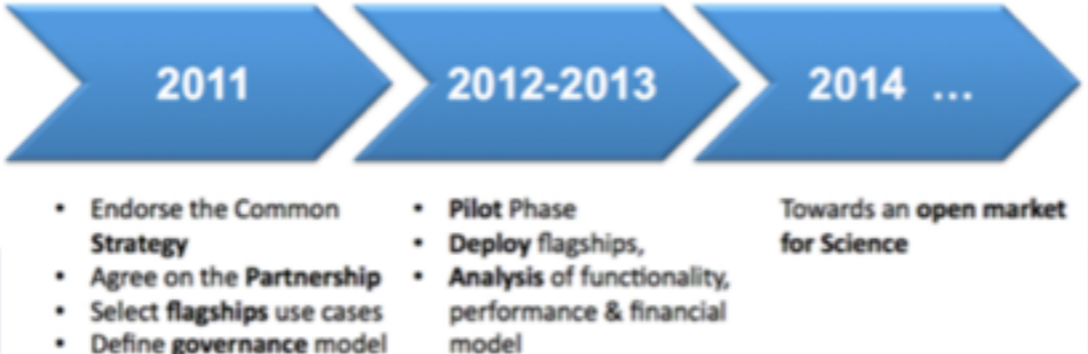 2011
2012-2013
2014 ...
• Endorse the Common
Strategy
• Agree on the Partnership
• Select flagships use cases
• Define governance model
• Pilot Phase
• Deploy flagships,
• Analysis of functionality,
performance & financial
model
Towards an open market
for Science